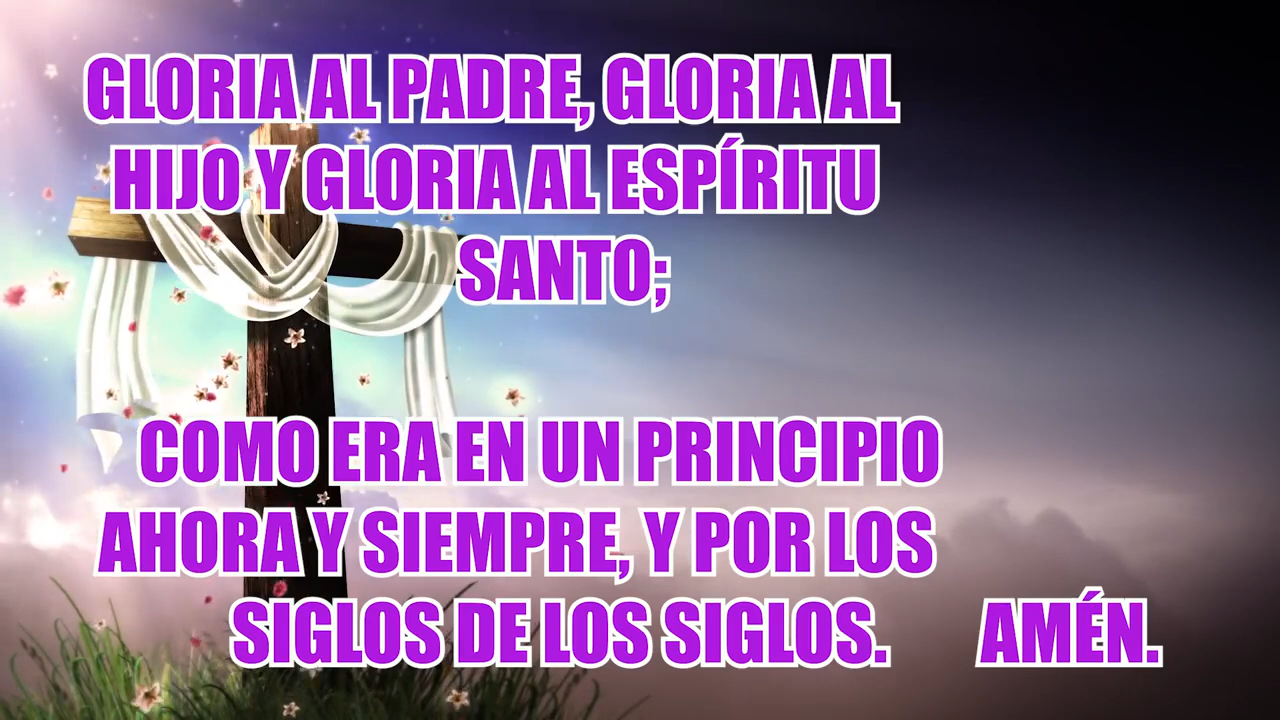 GLORIA AL PADRE, GLORIA AL
HIJO Y GLORIA AL ESPÍRITU
SANTO;
COMO ERA EN UN PRINCIPIO
AHORA Y SIEMPRE, Y POR LOS
SIGLOS DE LOS SIGLOS. AMÉN.